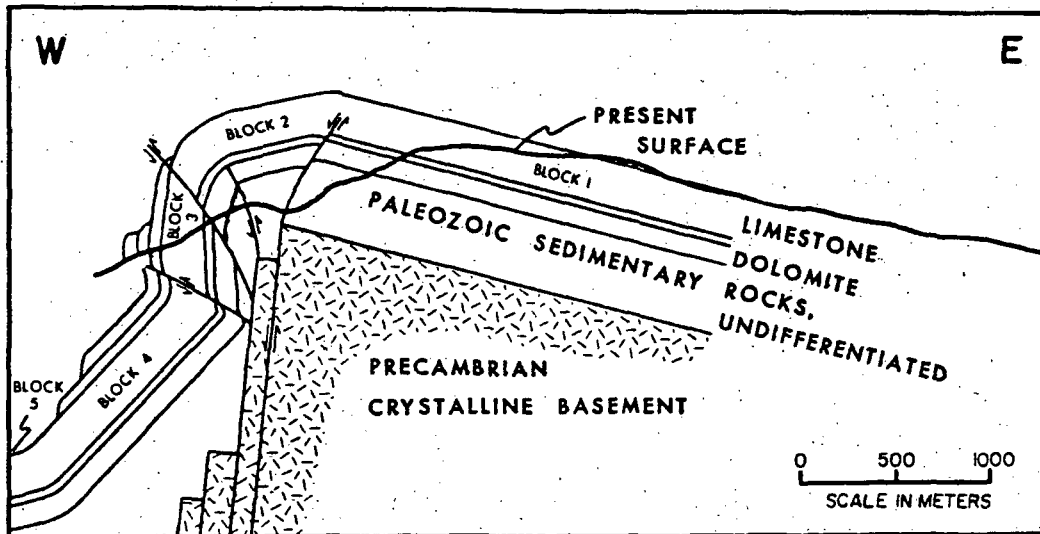 W
E
BLOCK 2
PRESENT
SURFACE
BLOCK 1
BLOCK
3
LIMESTONE
PALEOZOIC SEDIMENTARY ROCKS,
DOLOMITE
UNDIFFERENTIATED
BLOCK 4
BLOCK
5
PRECAMBRIAN
CRYSTALLINE BASEMENT
0 500 1000
SCALE IN METERS